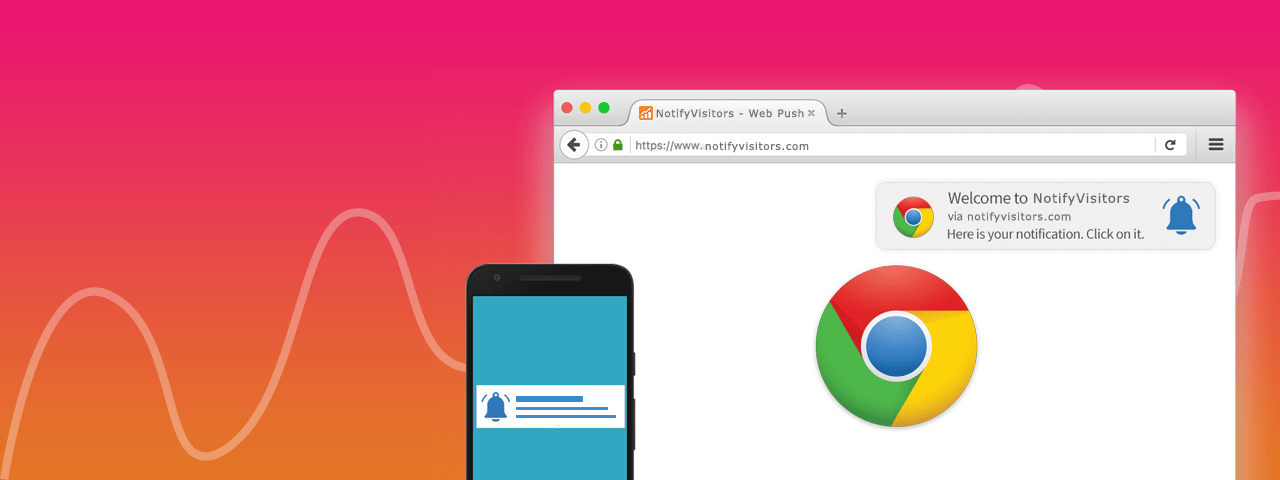 NotifyVisitors - Web Push
https://www.notifyvisitors.com
Welcome to NotifyVisitors
via notifyvisitors.com
Here is your notification. Click on it.